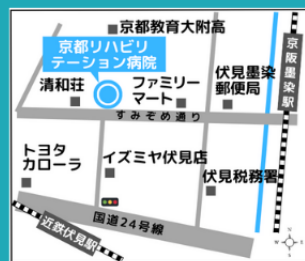 京都教育大附高
京都リハビリ
テーション病院
清和荘
ファミリー
マート
伏見墨染
郵便局
京阪墨染駅
すみぞめ通り
トヨタ
カローラ
イズミヤ伏見店
伏見税務署
国道24号線
近鉄伏見駅
N
W
E
S